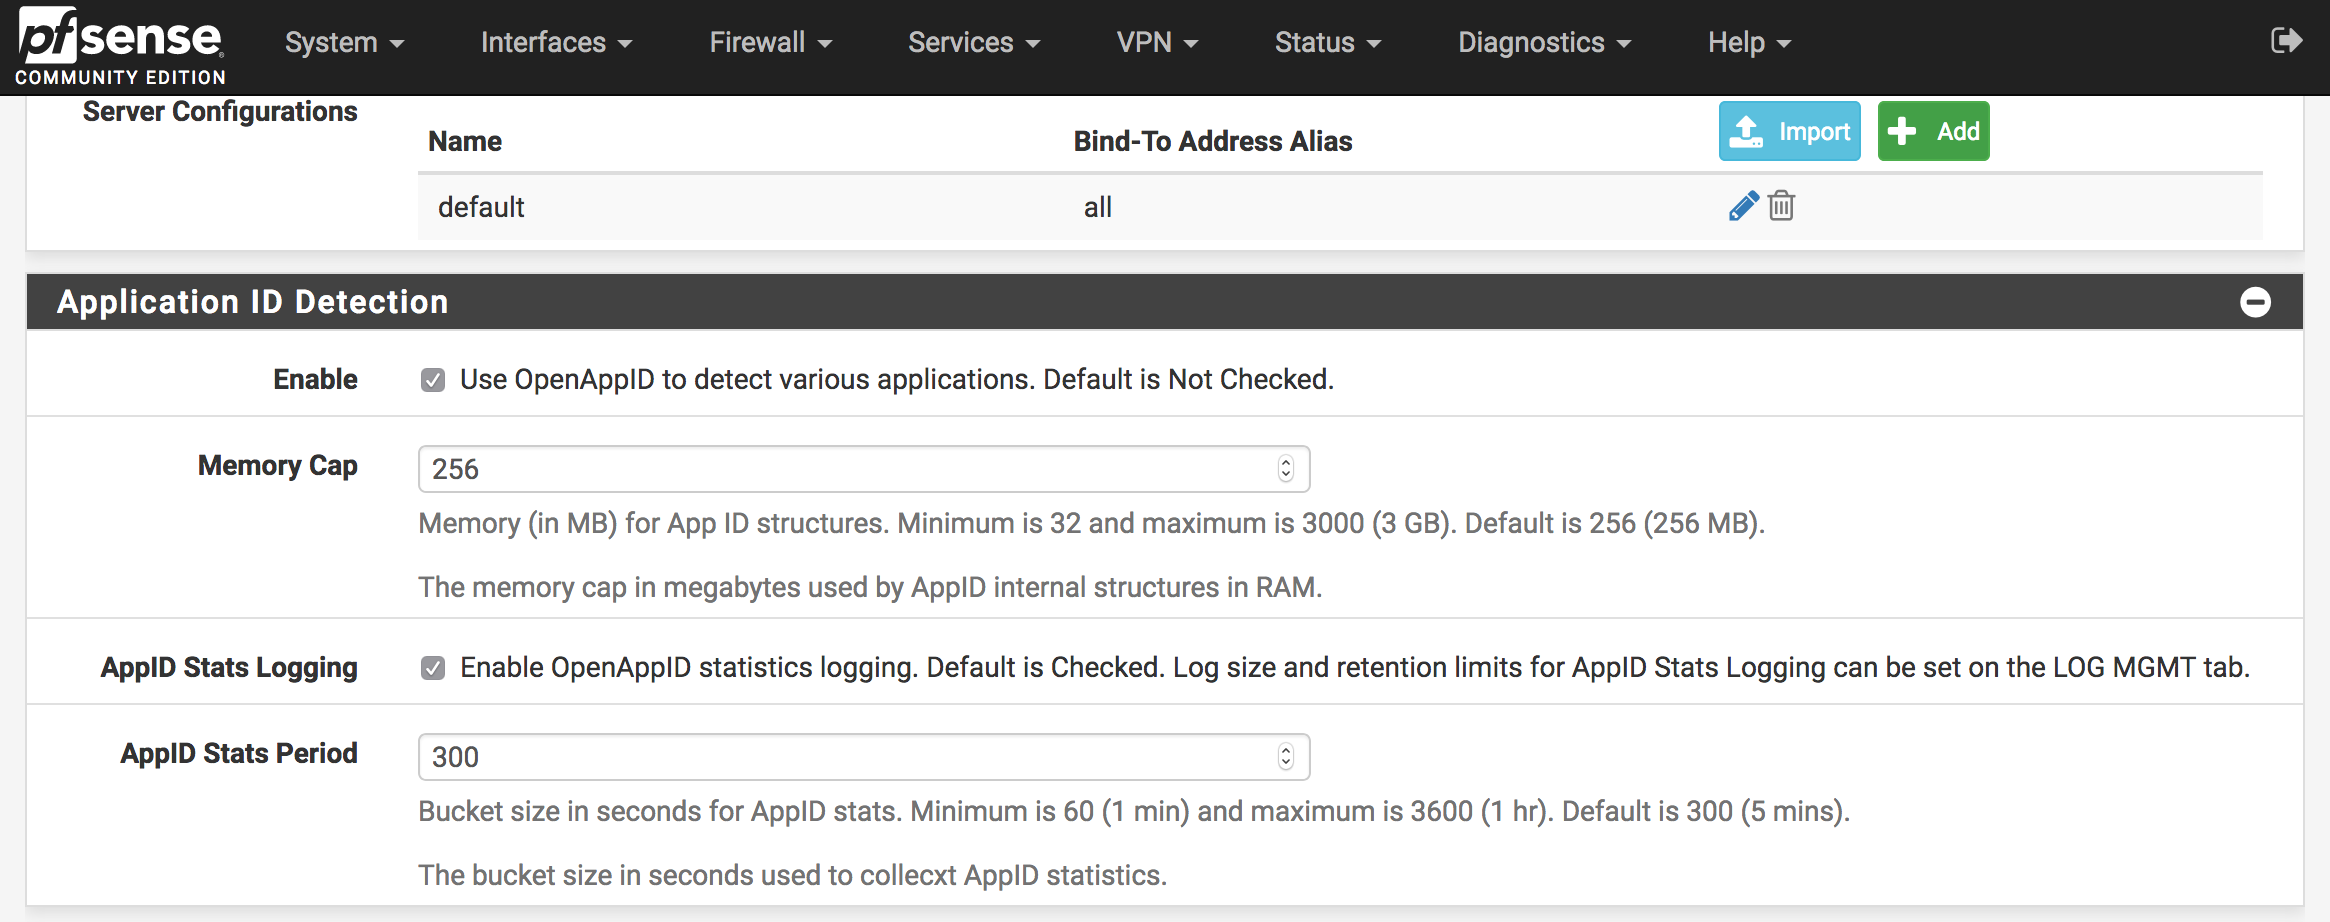 pfsense
COMMUNITY EDITION
System
Interfaces
Firewall
Services
VPN
Status
Diagnostics
Help
Server Configurations
Name
Bind-To Address Alias
Import
Add
default
all
Application ID Detection
Enable
Use OpenAppID to detect various applications. Default is Not Checked.
Memory Cap
256
Memory (in MB) for App ID structures. Minimum is 32 and maximum is 3000 (3 GB). Default is 256 (256 MB).
The memory cap in megabytes used by AppID internal structures in RAM.
AppID Stats Logging
Enable OpenAppID statistics logging. Default is Checked. Log size and retention limits for AppID Stats Logging can be set on the LOG MGMT tab.
AppID Stats Period
300
Bucket size in seconds for AppID stats. Minimum is 60 (1 min) and maximum is 3600 (1 hr). Default is 300 (5 mins).
The bucket size in seconds used to collecxt AppID statistics.